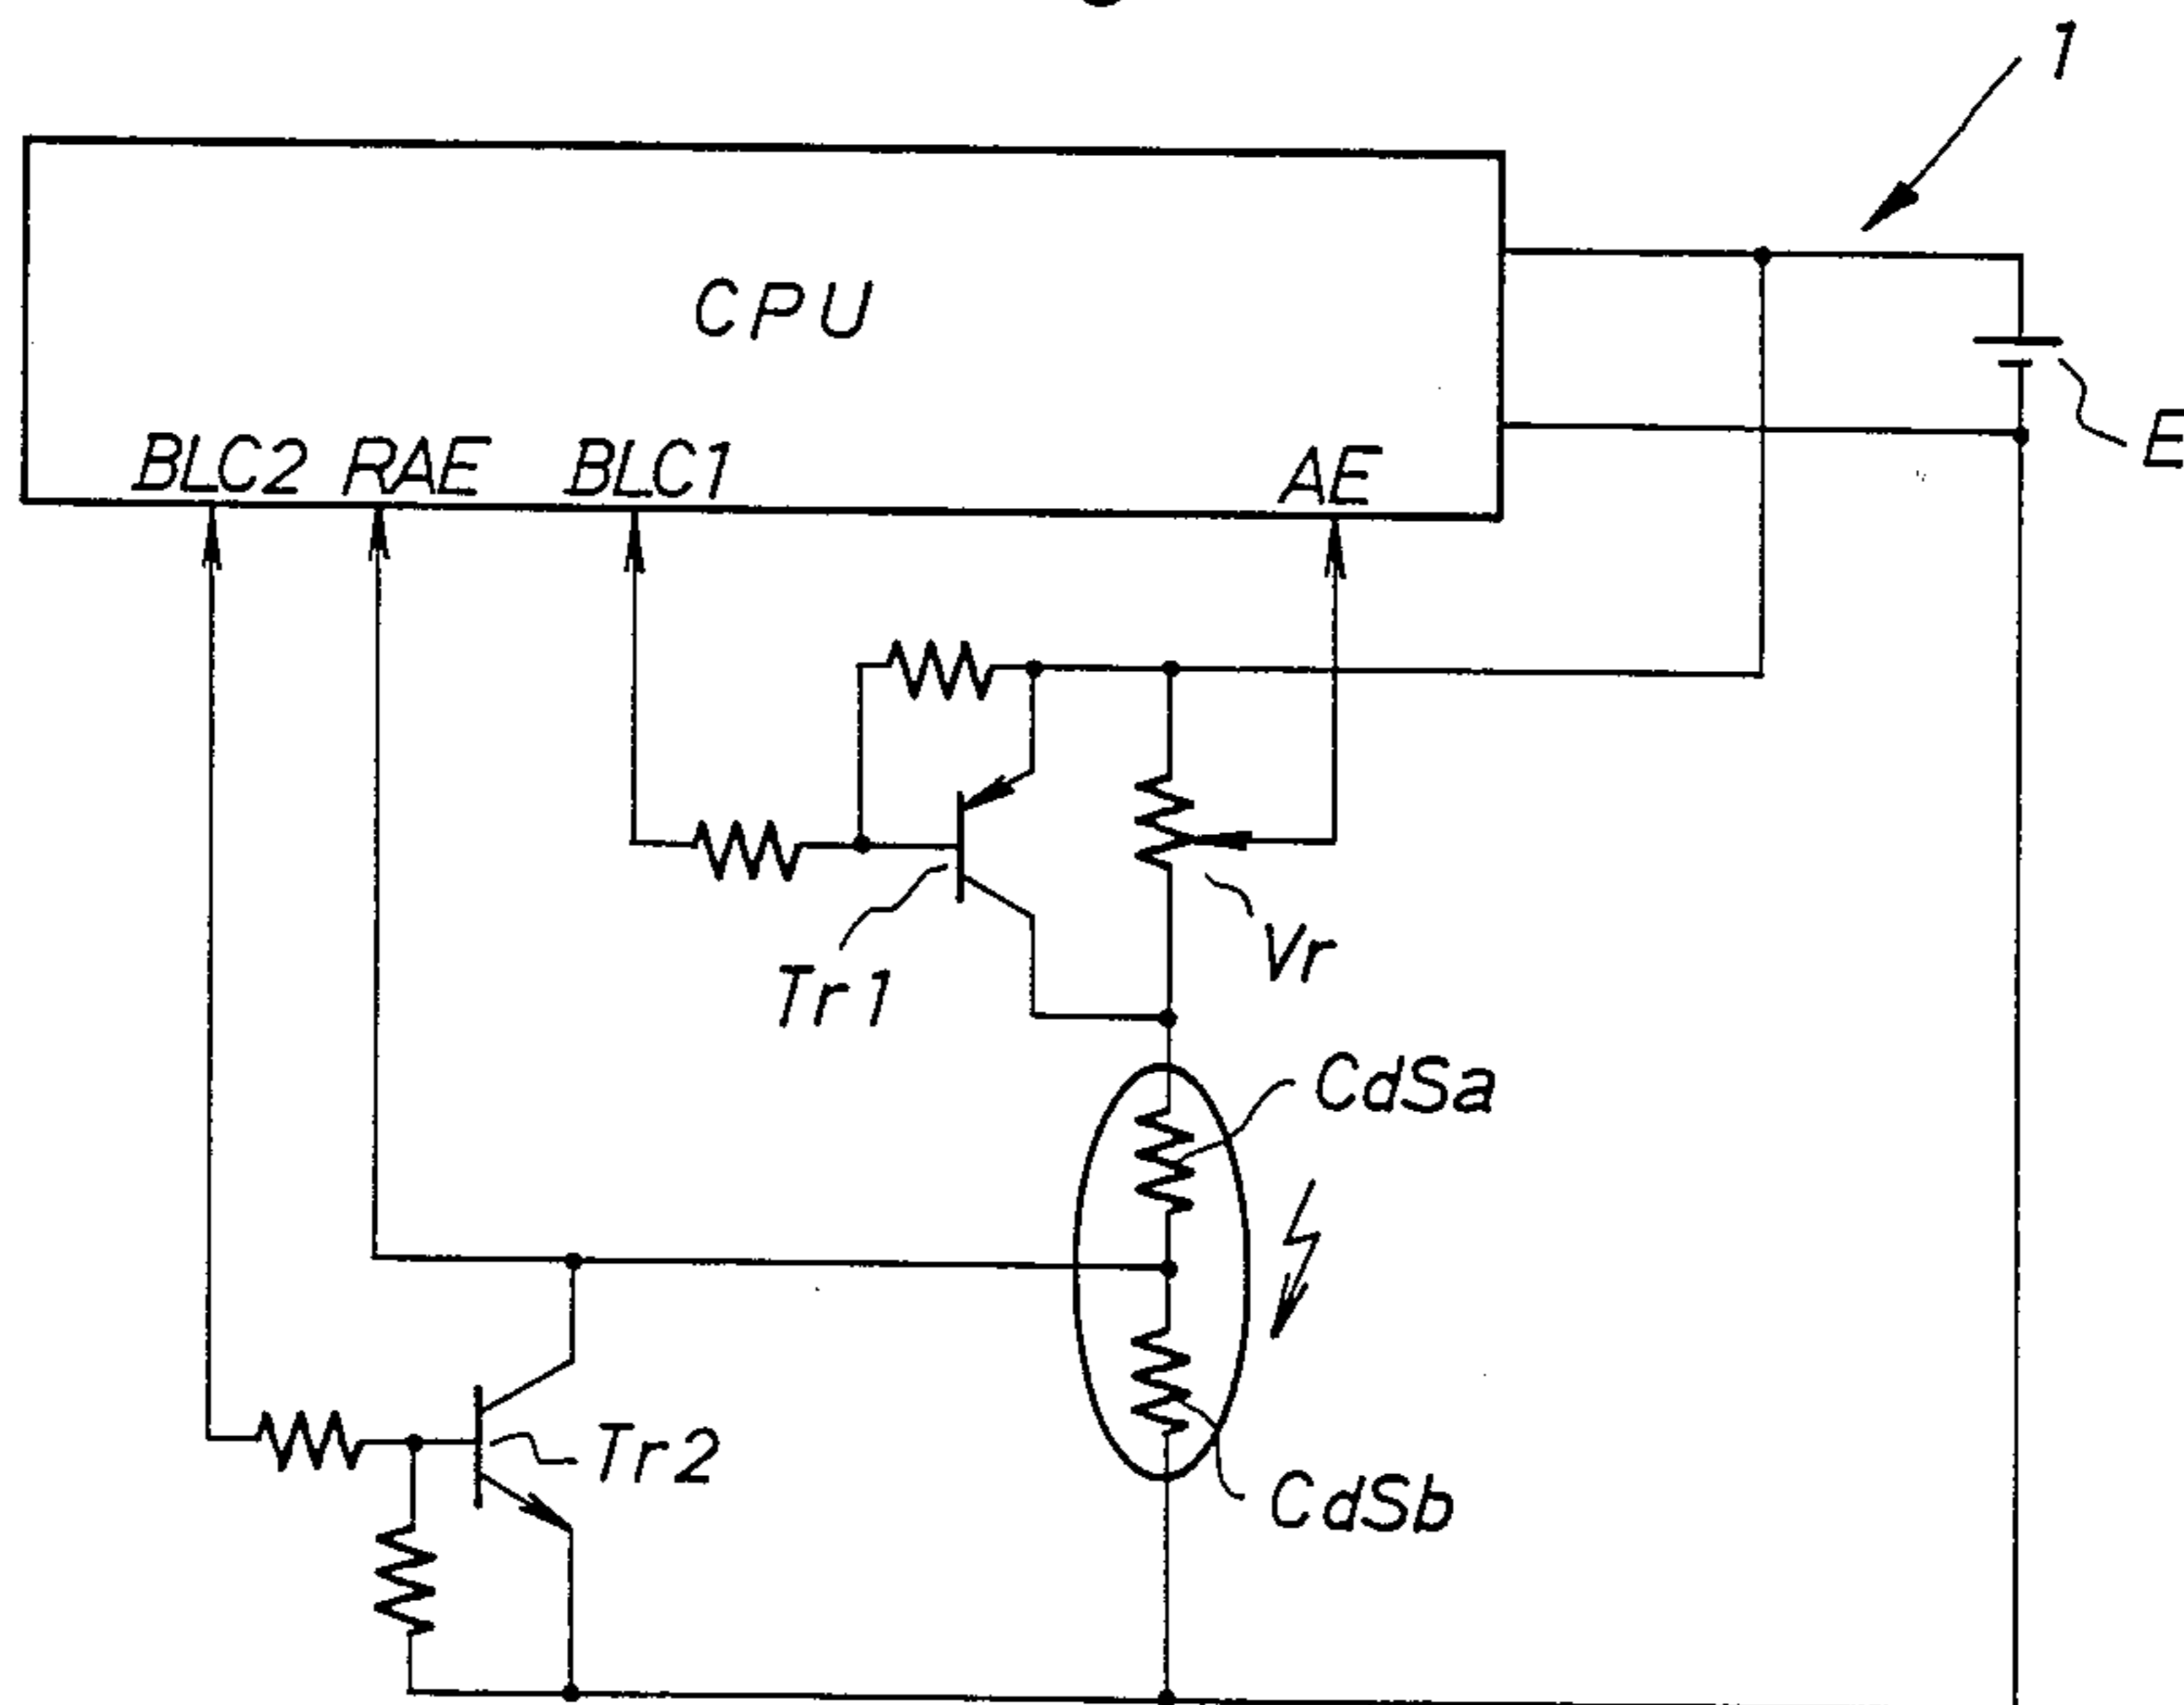 1
CPU
E
BLC2 RAE BLC1 AE
Vr
Tr1
CdSa
Tr2
CdSb